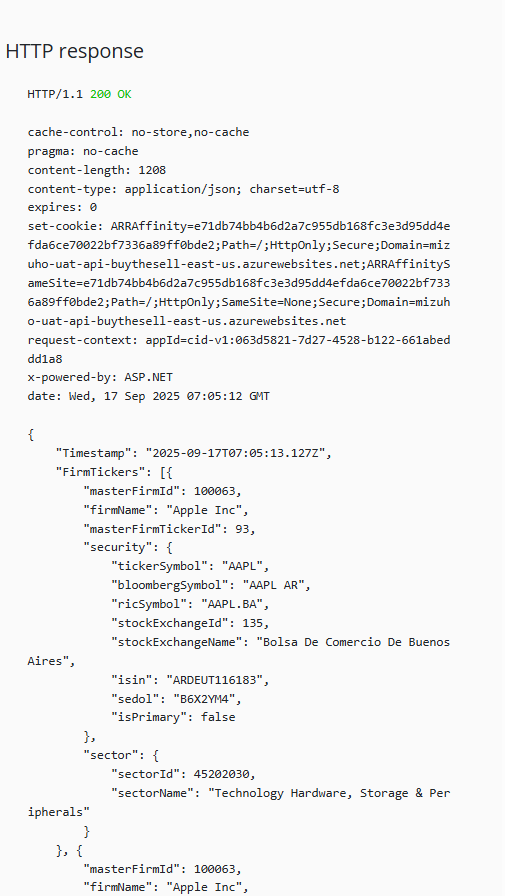 HTTP response
HTTP/1.1 200 OK
cache-control: no-store,no-cache
pragma: no-cache
content-length: 1208
content-type: application/json; charset=utf-8
expires: 0
set-cookie: ARRAffinity=e71db74bb4b6d2a7c955db168fc3e3d95dd4e
fda6ce70022bf7336a89ff0bde2;Path=/;HttpOnly;Secure;Domain=miz
uho-uat-api-buythesell-east-us.azurewebsites.net;ARRAffinityS
ameSite=e71db74bb4b6d2a7c955db168fc3e3d95dd4efda6ce70022bf733
6a89ff0bde2;Path=/;HttpOnly;SameSite=None;Secure;Domain=mizuh
o-uat-api-buythesell-east-us.azurewebsites.net
request-context: appId=cid-v1:063d5821-7d27-4528-b122-661abed
dd1a8
x-powered-by: ASP.NET
date: Wed, 17 Sep 2025 07:05:12 GMT
{
    "Timestamp": "2025-09-17T07:05:13.127Z",
    "FirmTickers": [{
        "masterFirmId": 100063,
        "firmName": "Apple Inc",
        "masterFirmTickerId": 93,
        "security": {
            "tickerSymbol": "AAPL",
            "bloombergSymbol": "AAPL AR",
            "ricSymbol": "AAPL.BA",
            "stockExchangeId": 135,
            "stockExchangeName": "Bolsa De Comercio De Buenos
Aires",
            "isin": "ARDEUT116183",
            "sedol": "B6X2YM4",
            "isPrimary": false
        },
        "sector": {
            "sectorId": 45202030,
            "sectorName": "Technology Hardware, Storage & Per
ipherals"
        }
    }, {
        "masterFirmId": 100063,
        "firmName": "Apple Inc",